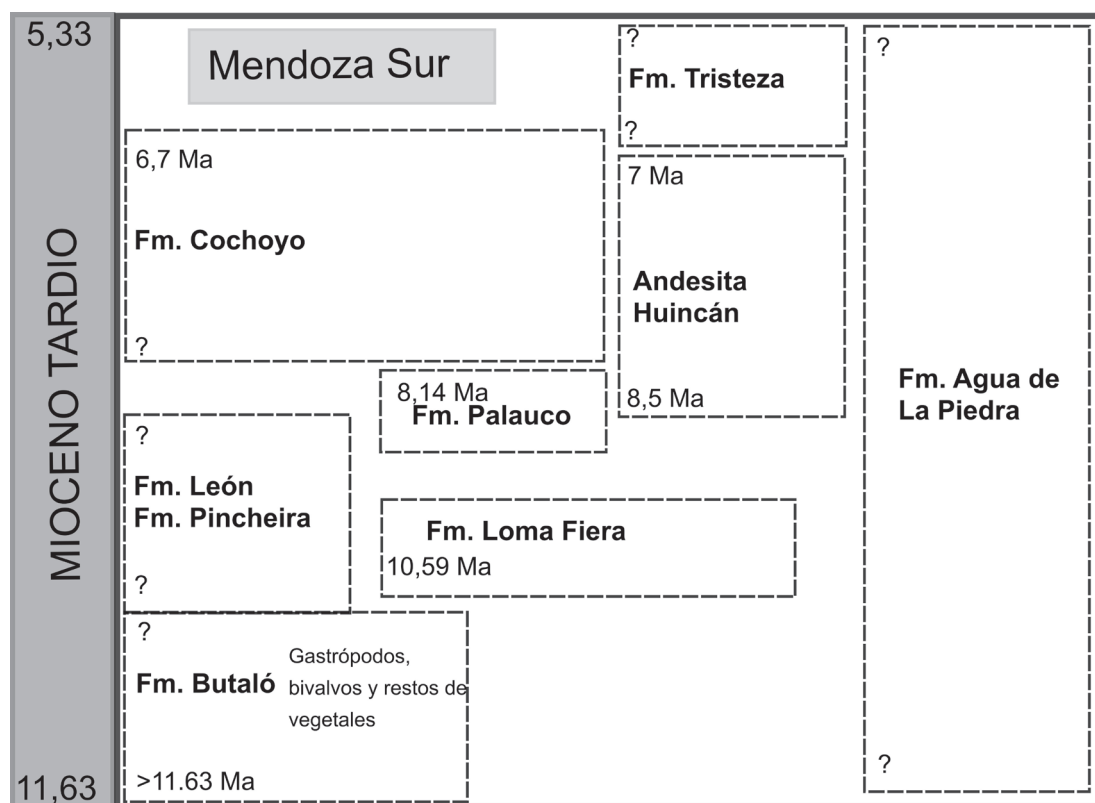 5,33
MIOCENO TARDIO
11,63
Mendoza Sur
?
Fm. Tristeza
?
?
Fm. Agua de
La Piedra
?
6,7 Ma
Fm. Cochoyo
?
7 Ma
Andesita
Huincán
8,5 Ma
8,14 Ma
Fm. Palauco
?
Fm. León
Fm. Pincheira
?
Fm. Loma Fiera
10,59 Ma
?
Fm. Butaló
Gastrópodos,
bivalvos y restos de
vegetales
>11.63 Ma